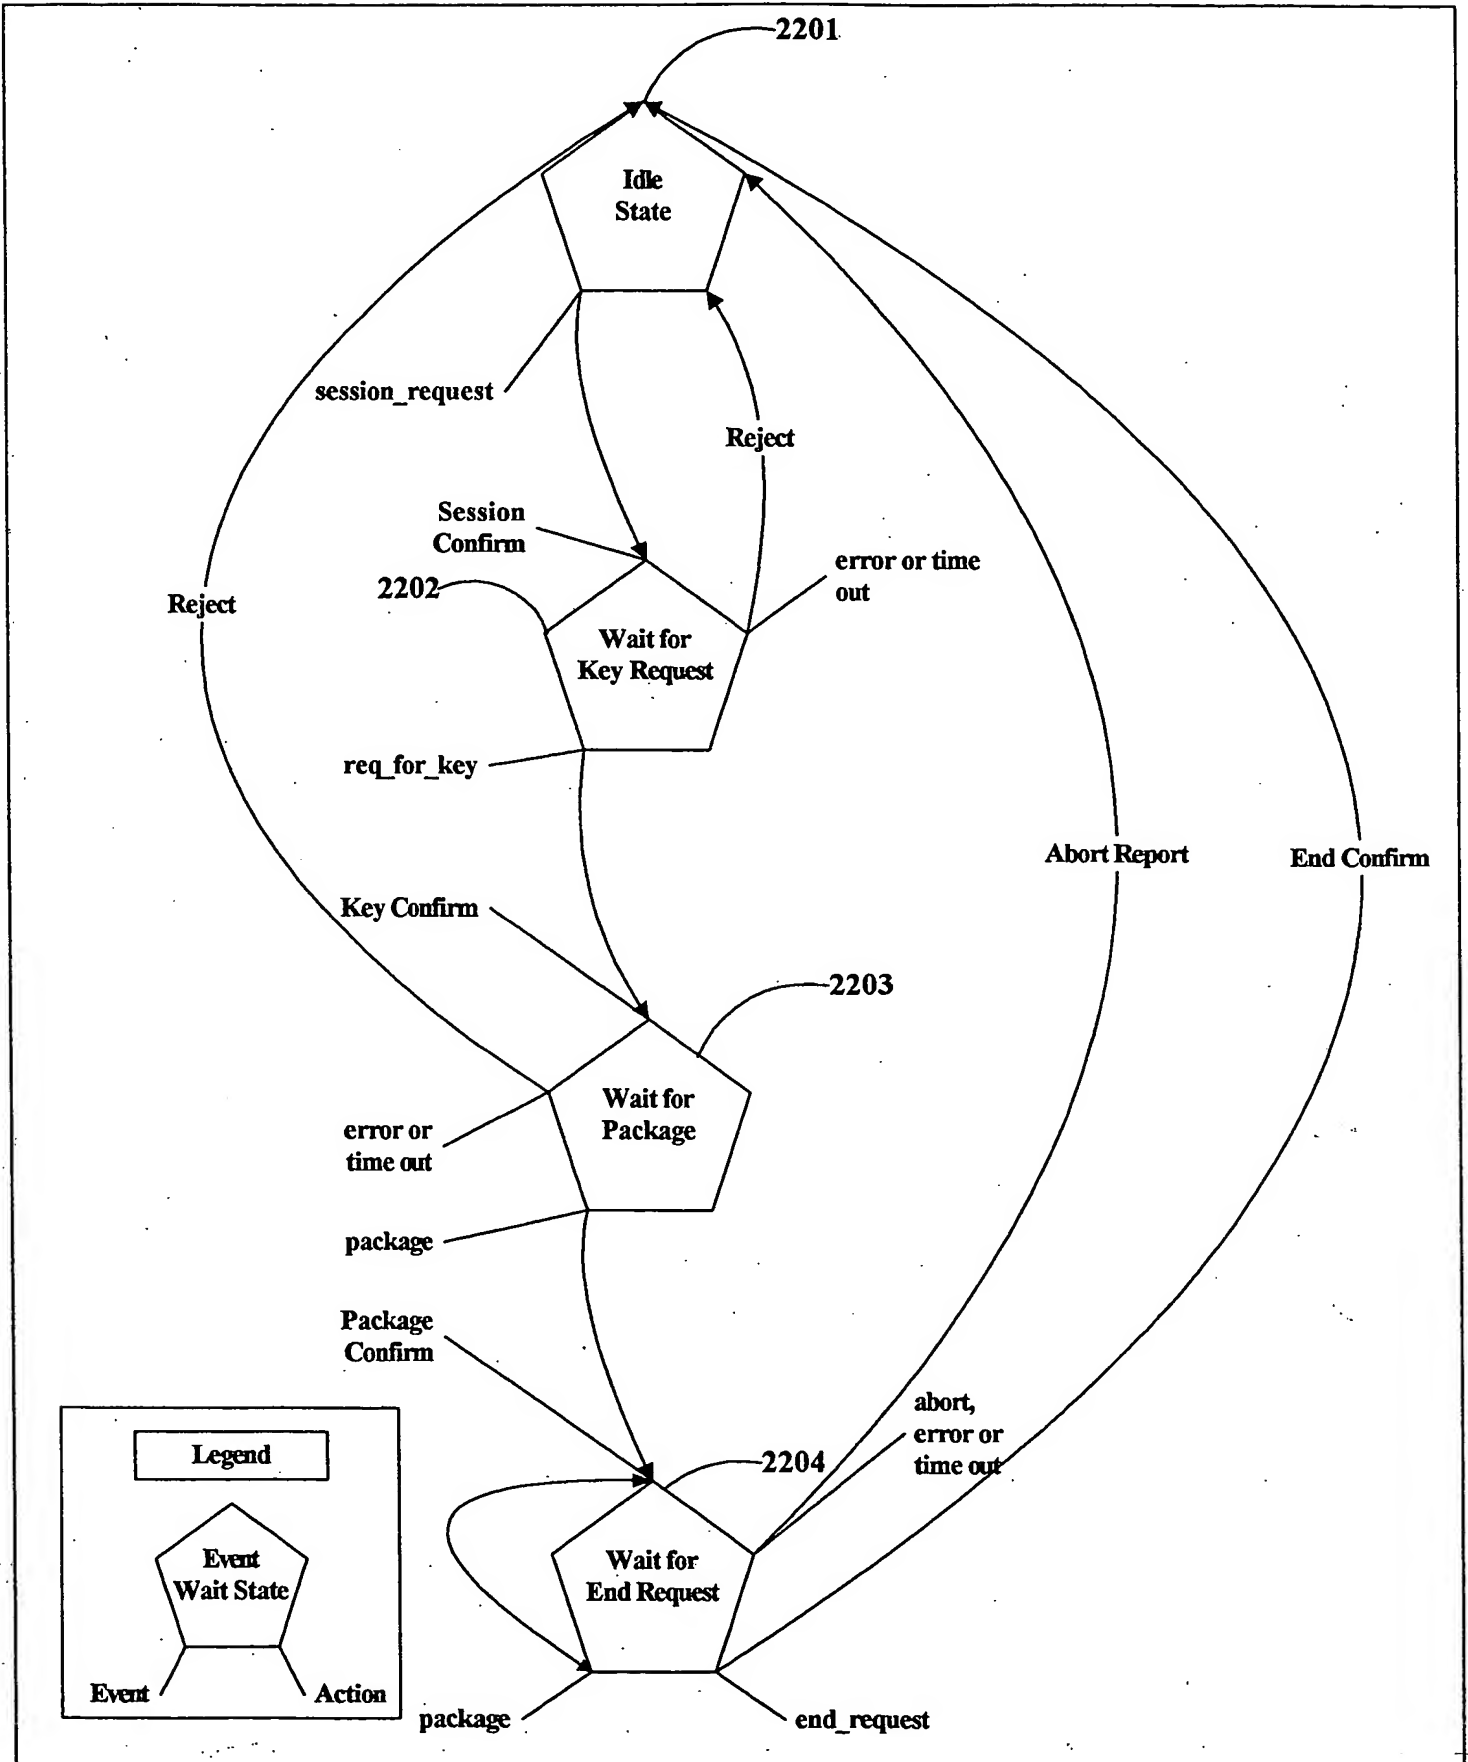 2201
Idle
State
session_request
Reject
Session
Confirm
error or time
out
2202
Reject
Wait for
Key Request
req_for_key
Abort Report
End Confirm
Key Confirm
2203
Wait for
Package
error or
time out
package
Package
Confirm
abort,
error or
time out
2204
Legend
Wait for
End Request
Event
Wait State
Event
Action
package
end_request